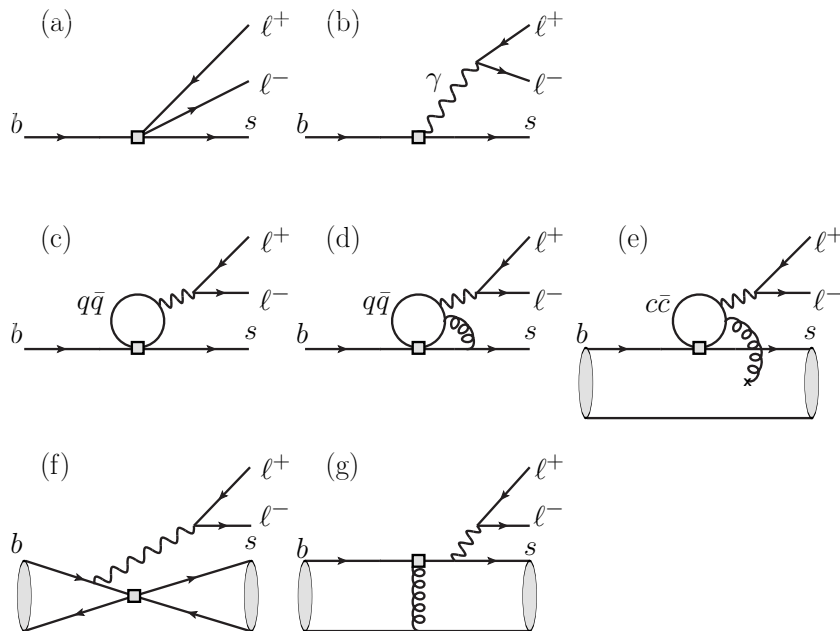 (a) ℓ⁺
ℓ⁻
b s
(b) ℓ⁺
γ ℓ⁻
b s
(c) ℓ⁺
qq̄ ℓ⁻
b s
(d) ℓ⁺
qq̄ ℓ⁻
b s
(e) ℓ⁺
cc̄ ℓ⁻
b s
x
(f) ℓ⁺
ℓ⁻
b s
(g) ℓ⁺
ℓ⁻
b s